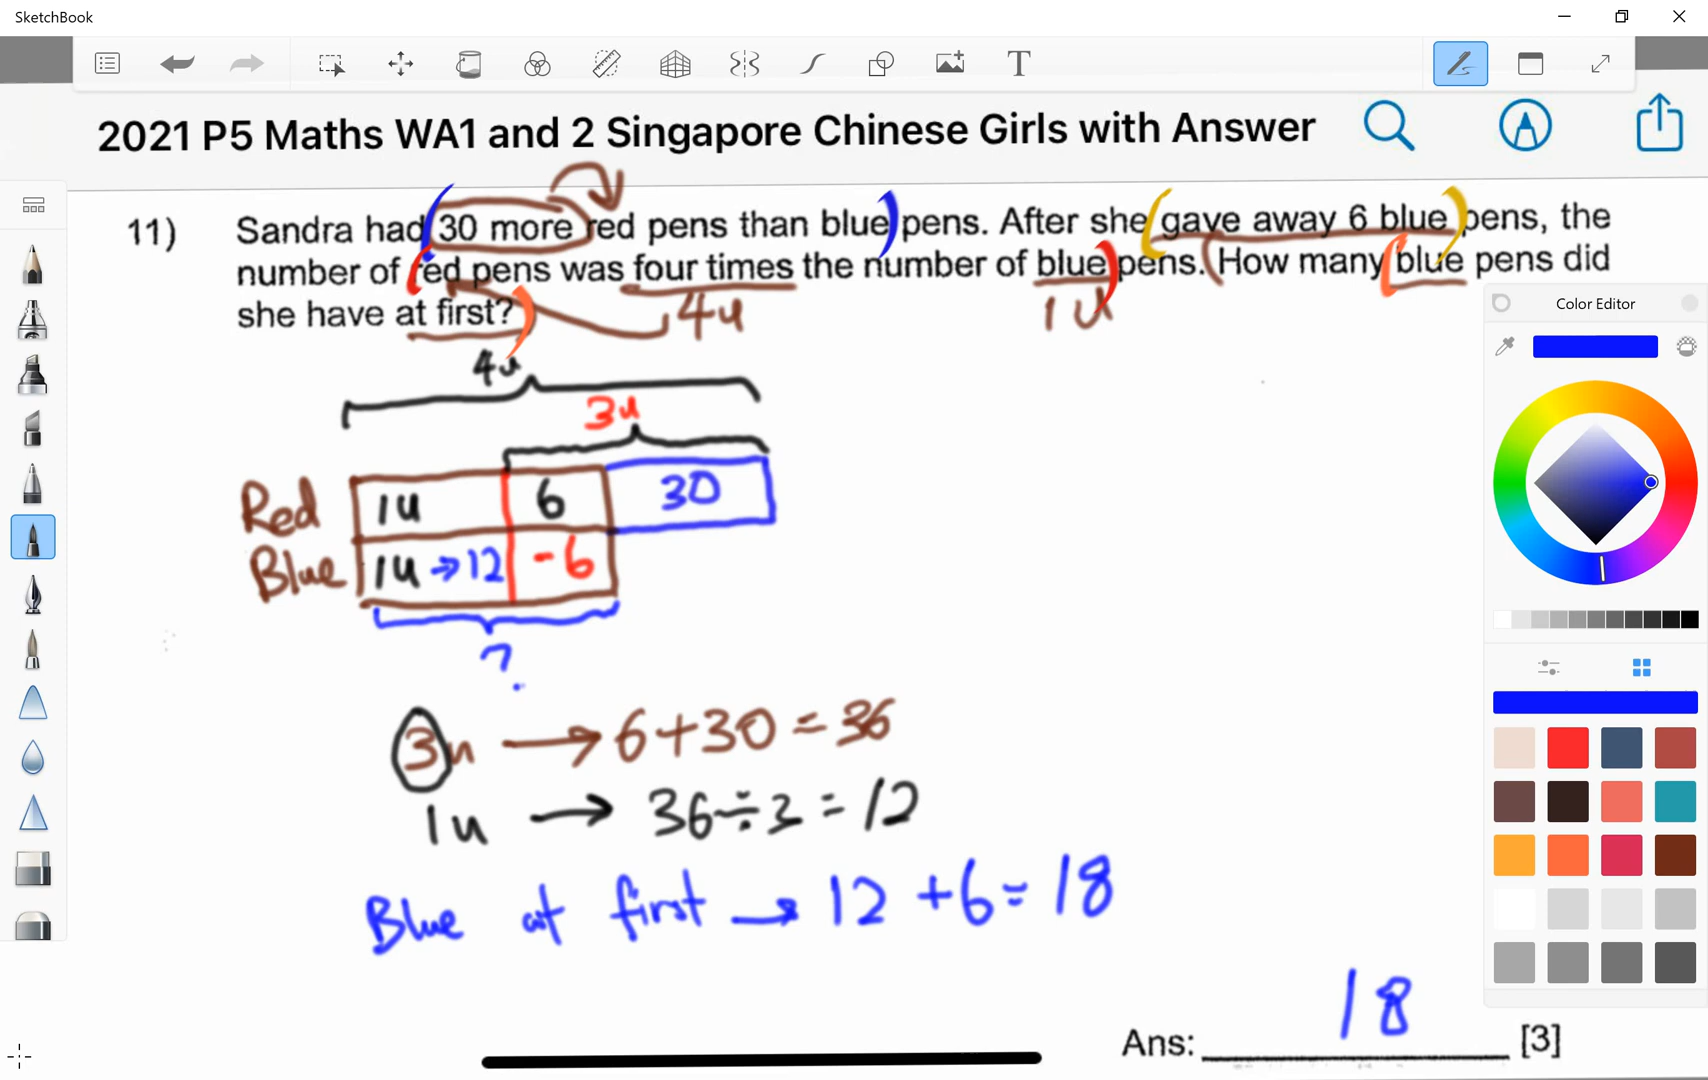 SketchBook
T
2021 P5 Maths WA1 and 2 Singapore Chinese Girls with Answer
11) Sandra had 30 more red pens than blue pens. After she gave away 6 blue pens, the
number of red pens was four times the number of blue pens. How many blue pens did
she have at first?
4u
1u
4u
3u
Red 1u 6 30
Blue 1u → 12 - 6
?
3u → 6 + 30 = 36
1u → 36 ÷ 3 = 12
Blue at first → 12 + 6 = 18
18
Ans: [3]
Color Editor